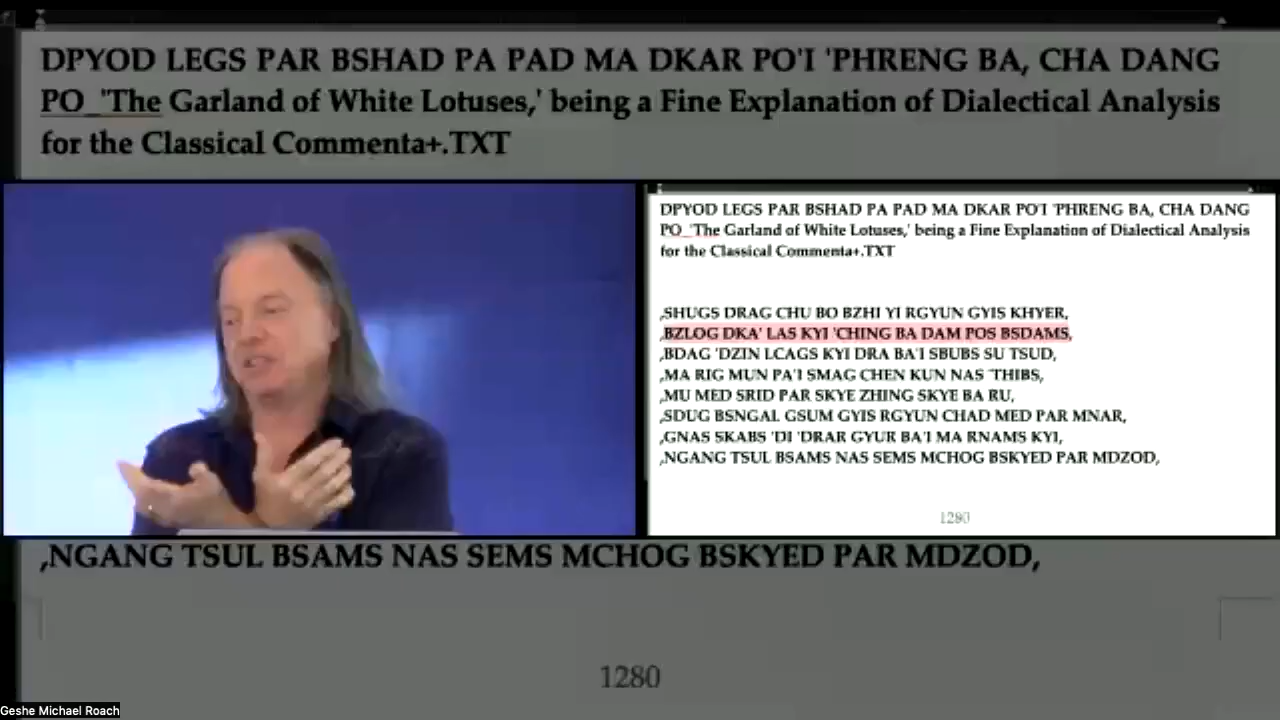 DPYOD LEGS PAR BSHAD PA PAD MA DKAR PO'I 'PHRENG BA, CHA DANG
PO_'The Garland of White Lotuses,' being a Fine Explanation of Dialectical Analysis
for the Classical Commenta+.TXT
DPYOD LEGS PAR BSHAD PA PAD MA DKAR PO'I 'PHRENG BA, CHA DANG
PO_'The Garland of White Lotuses,' being a Fine Explanation of Dialectical Analysis
for the Classical Commenta+.TXT
,SHUGS DRAG CHU BO BZHI YI RGYUN GYIS KHYER,
,BZLOG DKA' LAS KYI 'CHING BA DAM POS BSDAMS,
,BDAG 'DZIN LCAGS KYI DRA BA'I SBUBS SU TSUD,
,MA RIG MUN PA'I SMAG CHEN KUN NAS 'THIBS,
,MU MED SRID PAR SKYE ZHING SKYE BA RU,
,SDUG BSNGAL GSUM GYIS RGYUN CHAD MED PAR MNAR,
,GNAS SKABS 'DI 'DRAR GYUR BA'I MA RNAMS KYI,
,NGANG TSUL BSAMS NAS SEMS MCHOG BSKYED PAR MDZOD,
1280
,NGANG TSUL BSAMS NAS SEMS MCHOG BSKYED PAR MDZOD,
1280
Geshe Michael Roach